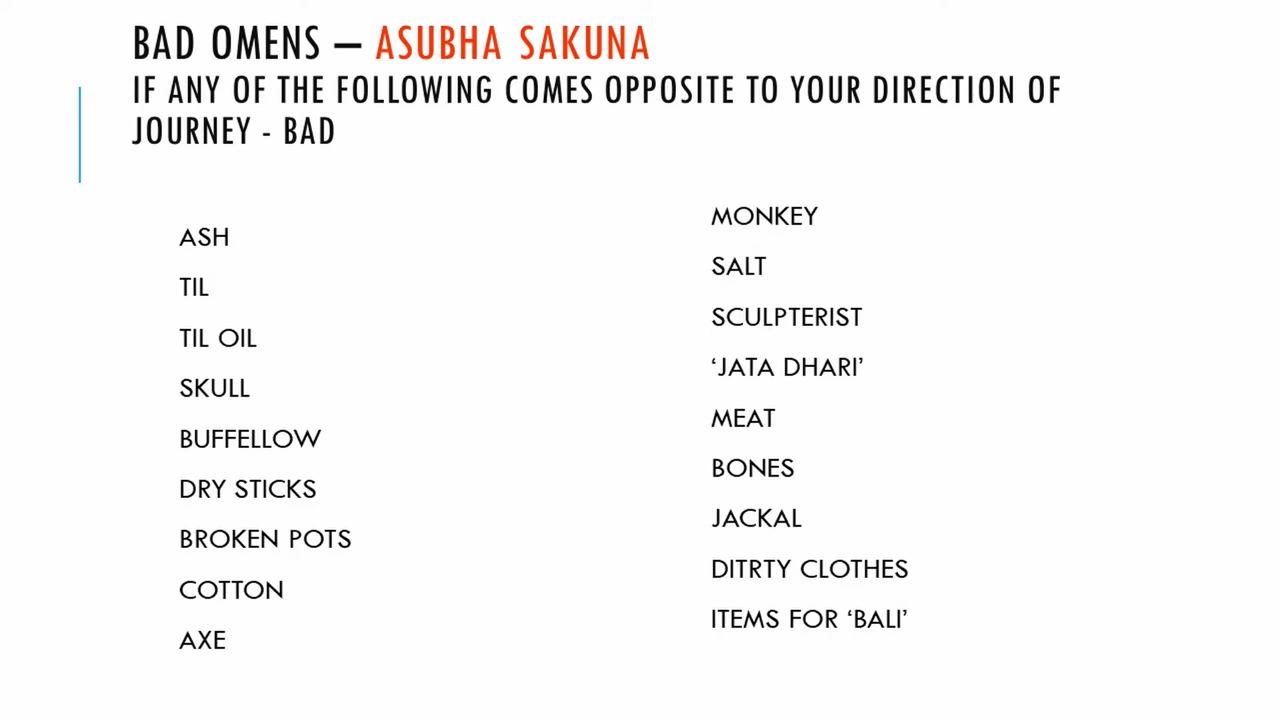 BAD OMENS – ASUBHA SAKUNA
IF ANY OF THE FOLLOWING COMES OPPOSITE TO YOUR DIRECTION OF
JOURNEY - BAD
ASH
TIL
TIL OIL
SKULL
BUFFELLOW
DRY STICKS
BROKEN POTS
COTTON
AXE
MONKEY
SALT
SCULPTERIST
‘JATA DHARI’
MEAT
BONES
JACKAL
DITRTY CLOTHES
ITEMS FOR ‘BALI’